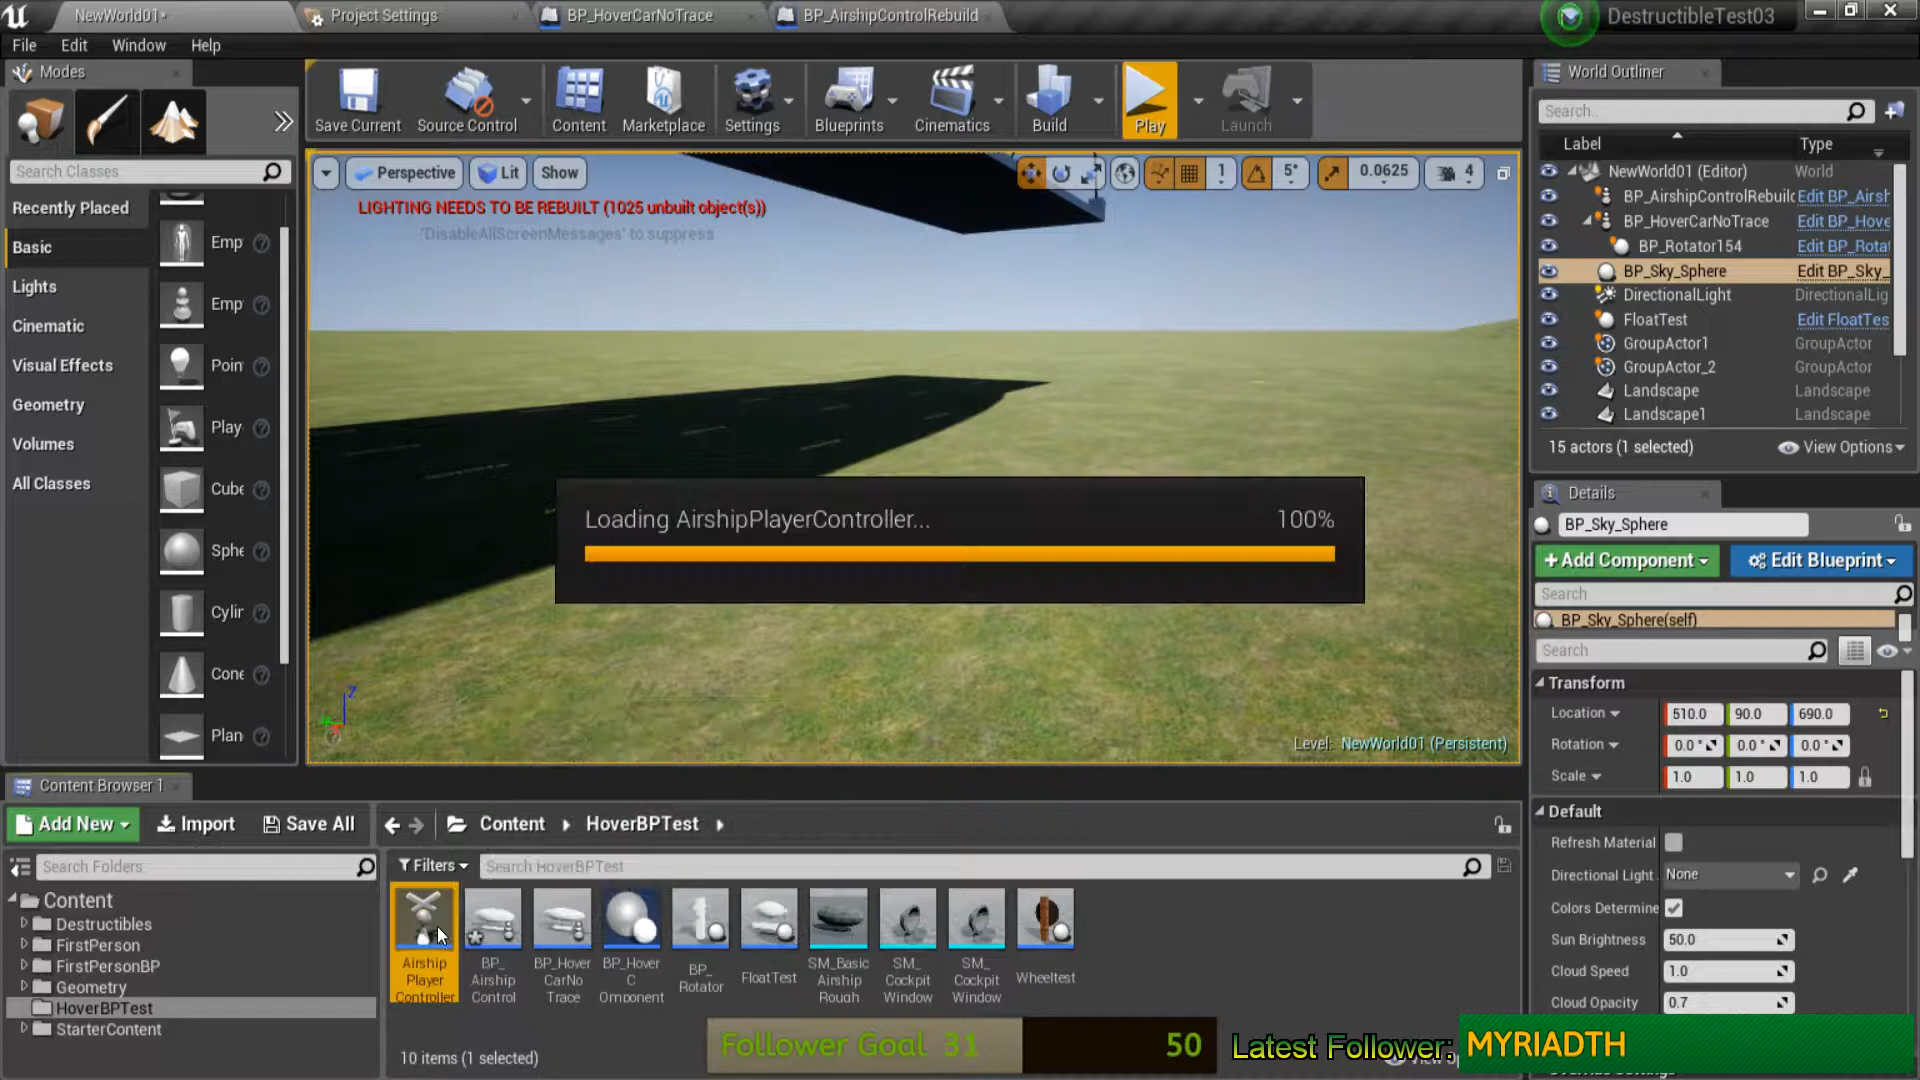 NewWorld01*
Project Settings
BP_HoverCarNoTrace
BP_AirshipControlRebuild
DestructibleTest03
File
Edit
Window
Help
Modes
Search Classes
Recently Placed
Basic
Lights
Cinematic
Visual Effects
Geometry
Volumes
All Classes
Emp
Emp
Poin
Play
Cube
Sphe
Cylir
Cone
Plan
Save Current
Source Control
Content
Marketplace
Settings
Blueprints
Cinematics
Build
Play
Launch
Perspective
Lit
Show
1
5°
0.0625
4
LIGHTING NEEDS TO BE REBUILT (1025 unbuilt object(s))
'DisableAllScreenMessages' to suppress
Loading AirshipPlayerController...
100%
Z
Level: NewWorld01 (Persistent)
World Outliner
Search..
Label
Type
NewWorld01 (Editor)
World
BP_AirshipControlRebuild
Edit BP_Airsh
BP_HoverCarNoTrace
Edit BP_Hove
BP_Rotator154
Edit BP_Rotat
BP_Sky_Sphere
Edit BP_Sky_
DirectionalLight
DirectionalLig
FloatTest
Edit FloatTes
GroupActor1
GroupActor
GroupActor_2
GroupActor
Landscape
Landscape
Landscape1
Landscape
15 actors (1 selected)
View Options
Details
BP_Sky_Sphere
+Add Component
Edit Blueprint
Search
BP_Sky_Sphere(self)
Search
Transform
Location
510.0
90.0
690.0
Rotation
0.0°
0.0°
0.0°
Scale
1.0
1.0
1.0
Default
Refresh Material
Directional Light
None
Colors Determine
Sun Brightness
50.0
Cloud Speed
1.0
Cloud Opacity
0.7
Content Browser 1
Add New
Import
Save All
Content
HoverBPTest
Search Folders
Filters
Search HoverBPTest
Content
Destructibles
FirstPerson
FirstPersonBP
Geometry
HoverBPTest
StarterContent
Airship
Player
Controller
BP_
Airship
Control
BP_Hover
CarNo
Trace
BP_Hover
C
Omponent
BP_
Rotator
FloatTest
SM_Basic
Airship
Rough
SM_
Cockpit
Window
SM_
Cockpit
Window
Wheeltest
10 items (1 selected)
Follower Goal 31
50
Latest Follower:
MYRIADTH